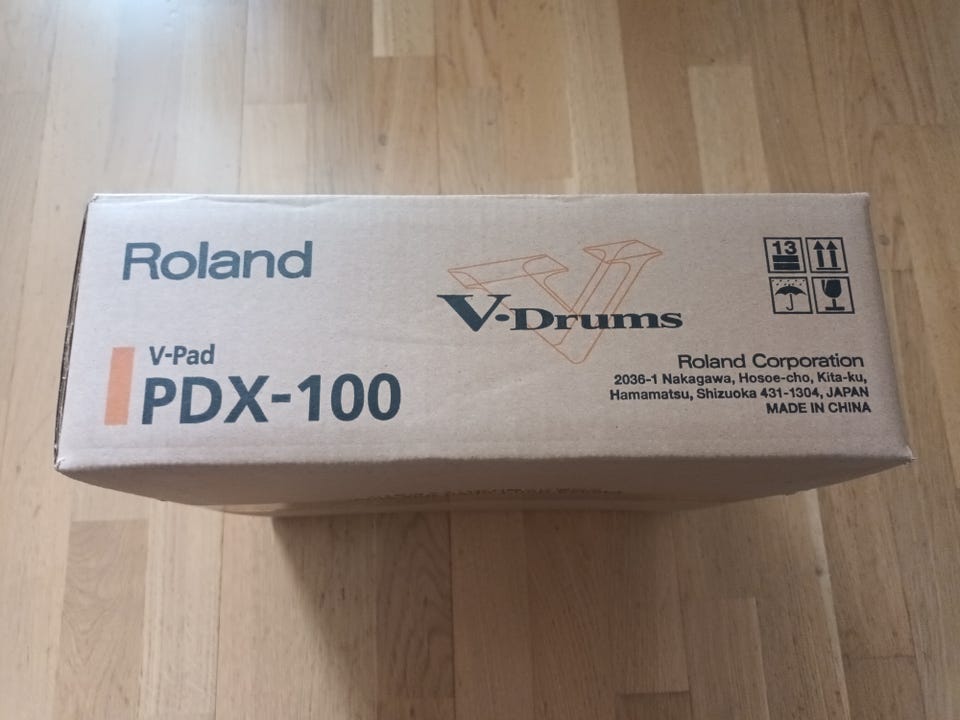 Roland
V-Drums
13
V-Pad
PDX-100
Roland Corporation
2036-1 Nakagawa, Hosoe-cho, Kita-ku,
Hamamatsu, Shizuoka 431-1304, JAPAN
MADE IN CHINA